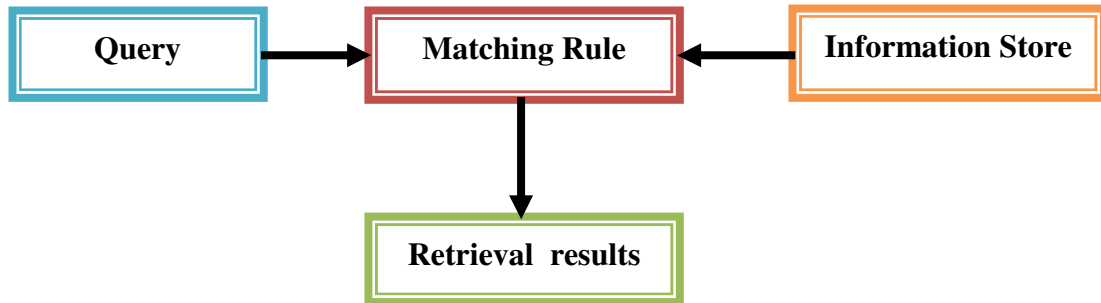 Query
Matching Rule
Information Store
Retrieval results